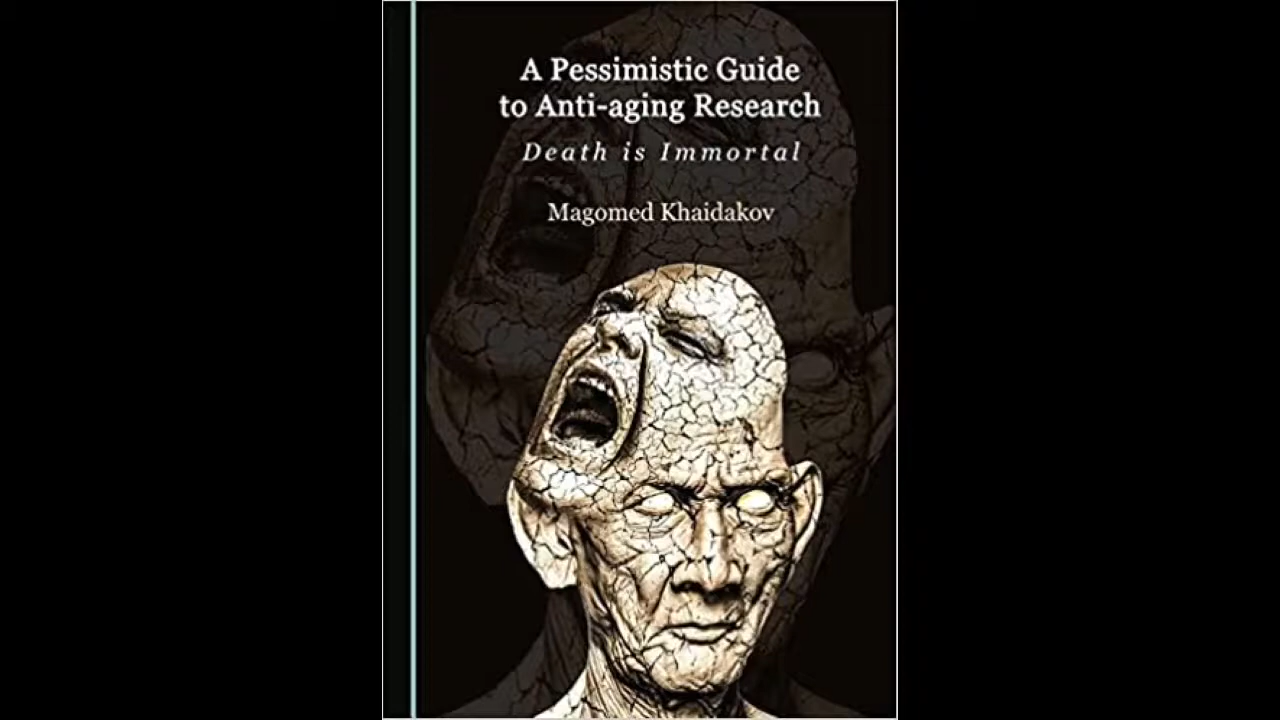 A Pessimistic Guide
to Anti-aging Research
Death is Immortal
Magomed Khaidakov